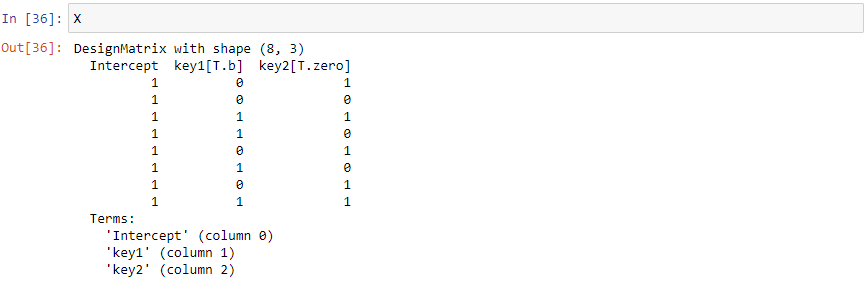 In [36]: X
Out[36]: DesignMatrix with shape (8, 3)
Intercept key1[T.b] key2[T.zero]
1 0 1
1 0 0
1 1 1
1 1 0
1 0 1
1 1 0
1 0 1
1 1 1
Terms:
'Intercept' (column 0)
'key1' (column 1)
'key2' (column 2)